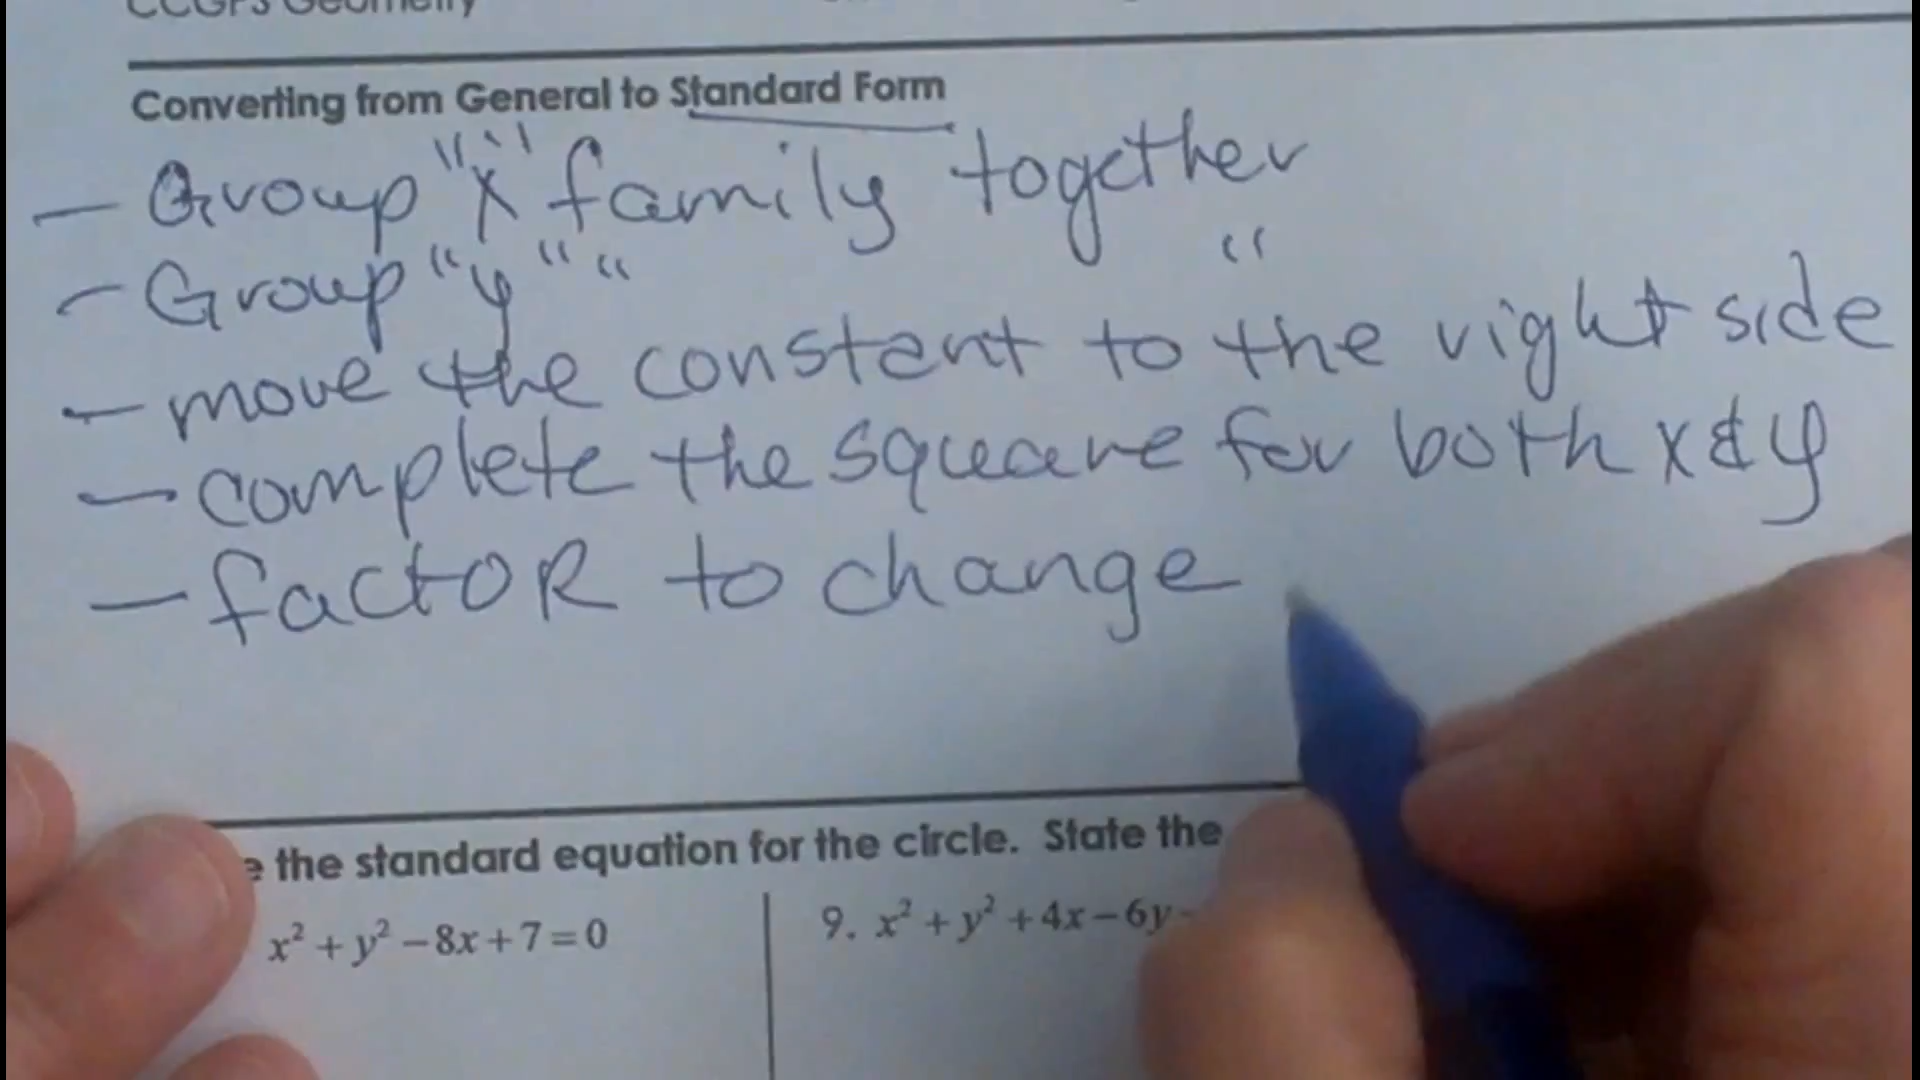 CCGPS Geometry
Converting from General to Standard Form
- Group "x" family together
- Group "y" " " "
- move the constant to the right side
- complete the square for both x & y
- factoR to change
the standard equation for the circle. State the
x² + y² – 8x + 7 = 0
9. x² + y² + 4x – 6y -